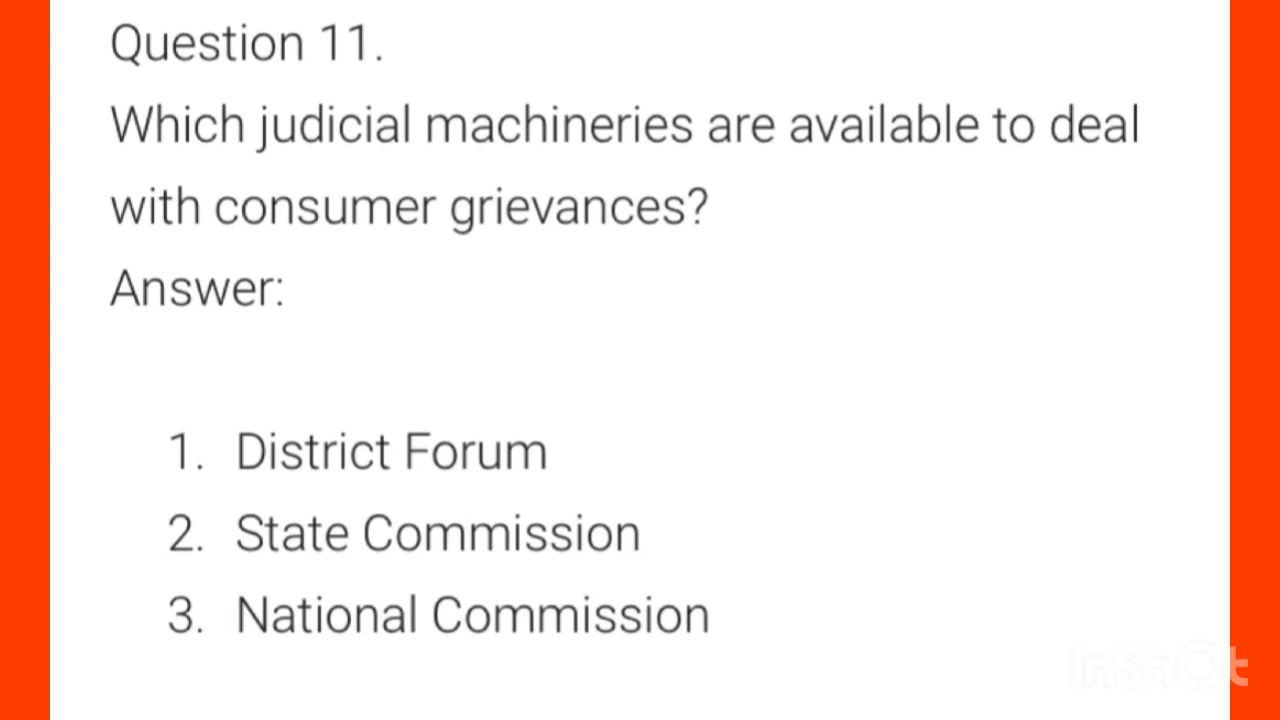 Question 11.
Which judicial machineries are available to deal
with consumer grievances?
Answer:
1. District Forum
2. State Commission
3. National Commission
InShOt